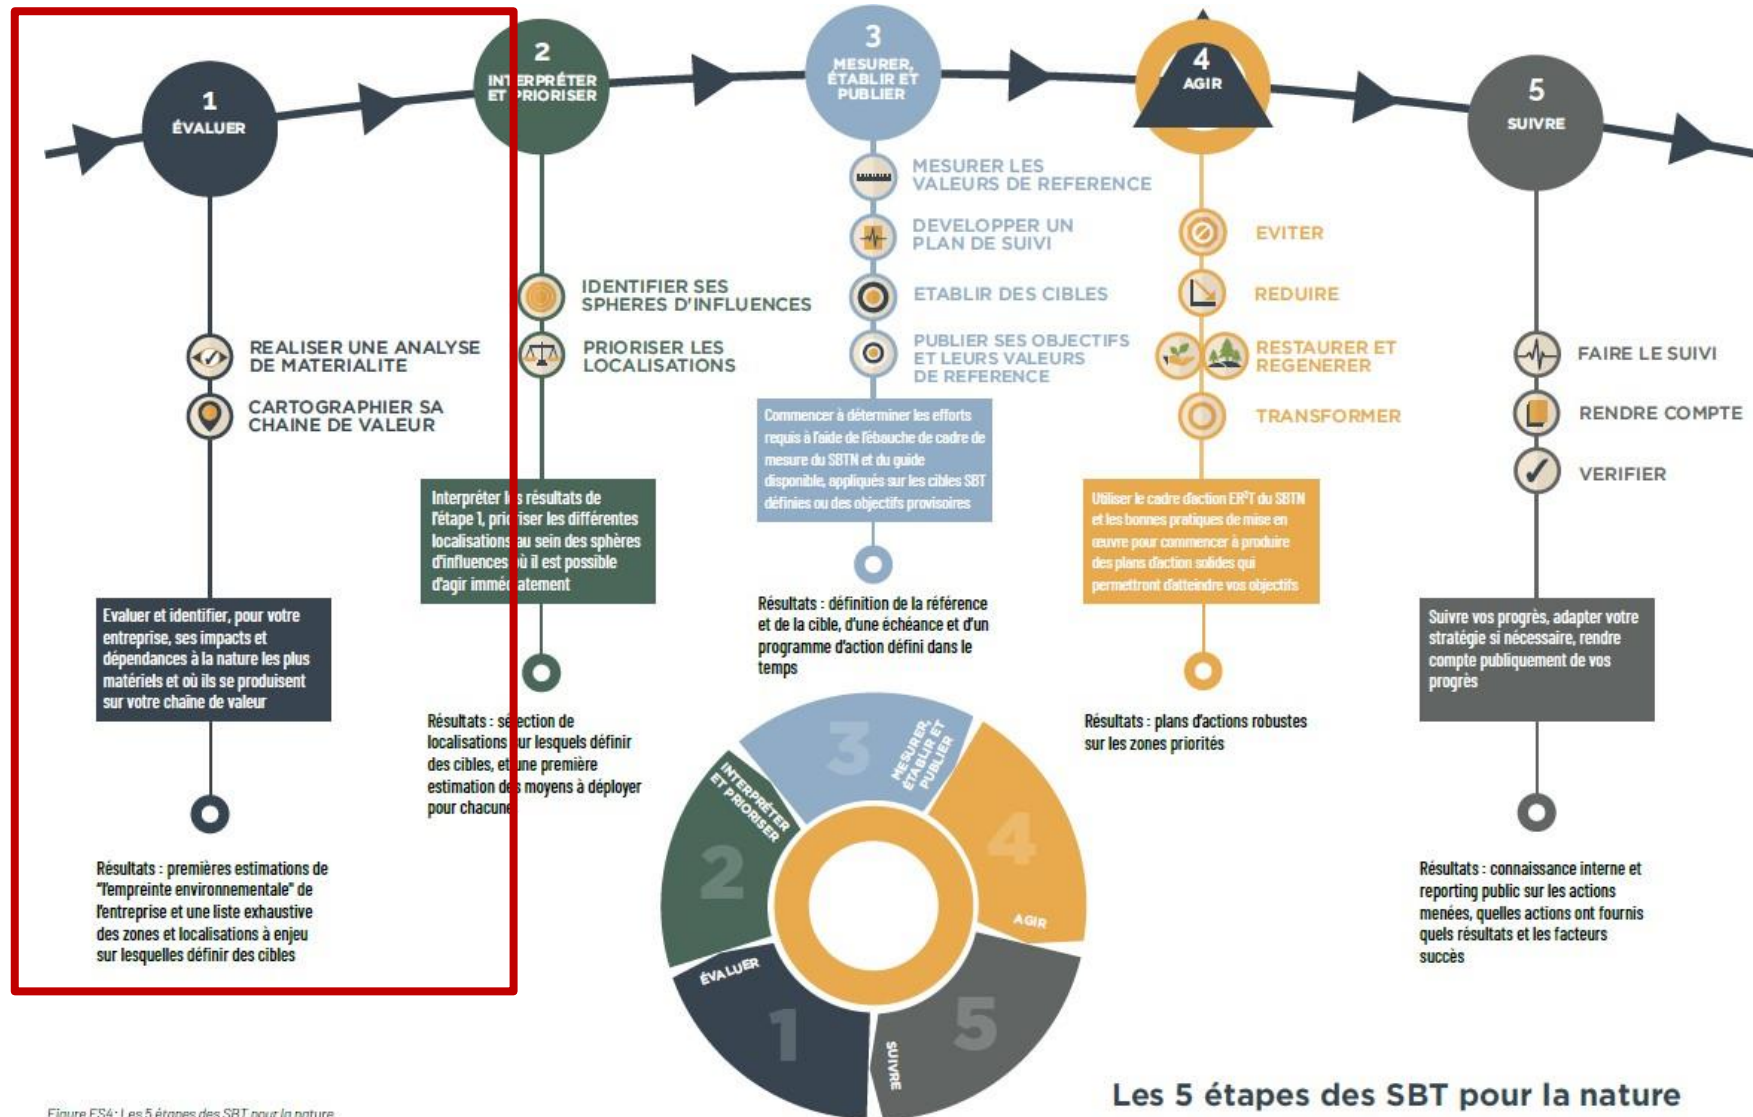 1
ÉVALUER
REALISER UNE ANALYSE
DE MATERIALITE
CARTOGRAPHIER SA
CHAINE DE VALEUR
Evaluer et identifier, pour votre
entreprise, ses impacts et
dépendances à la nature les plus
matériels et où ils se produisent
sur votre chaîne de valeur
Résultats : premières estimations de
"l'empreinte environnementale" de
l'entreprise et une liste exhaustive
des zones et localisations à enjeu
sur lesquelles définir des cibles
2
INTERPRÉTER
ET PRIORISER
IDENTIFIER SES
SPHERES D'INFLUENCES
PRIORISER LES
LOCALISATIONS
Interpréter les résultats de
l'étape 1, prioriser les différentes
localisations au sein des sphères
d'influences où il est possible
d'agir immédiatement
Résultats : sélection de
localisations sur lesquels définir
des cibles, et une première
estimation des moyens à déployer
pour chacune
3
MESURER,
ÉTABLIR ET
PUBLIER
MESURER LES
VALEURS DE REFERENCE
DEVELOPPER UN
PLAN DE SUIVI
ETABLIR DES CIBLES
PUBLIER SES OBJECTIFS
ET LEURS VALEURS
DE REFERENCE
Commencer à déterminer les efforts
requis à l'aide de l'ébauche de cadre de
mesure du SBTN et du guide
disponible, appliqués sur les cibles SBT
définies ou des objectifs provisoires
Résultats : définition de la référence
et de la cible, d'une échéance et d'un
programme d'action défini dans le
temps
4
AGIR
EVITER
REDUIRE
RESTAURER ET
REGENERER
TRANSFORMER
Utiliser le cadre d'action ER³T du SBTN
et les bonnes pratiques de mise en
œuvre pour commencer à produire
des plans d'action solides qui
permettront d'atteindre vos objectifs
Résultats : plans d'actions robustes
sur les zones priorités
5
SUIVRE
FAIRE LE SUIVI
RENDRE COMPTE
VERIFIER
Suivre vos progrès, adapter votre
stratégie si nécessaire, rendre
compte publiquement de vos
progrès
Résultats : connaissance interne et
reporting public sur les actions
menées, quelles actions ont fournis
quels résultats et les facteurs
succès
1
ÉVALUER
2
INTERPRÉTER
ET PRIORISER
3
MESURER,
ÉTABLIR ET
PUBLIER
4
AGIR
5
SUIVRE
Les 5 étapes des SBT pour la nature
Figure ES4: Les 5 étapes des SBT pour la nature